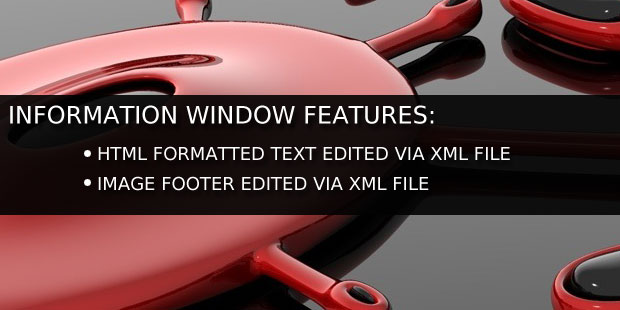 INFORMATION WINDOW FEATURES:
• HTML FORMATTED TEXT EDITED VIA XML FILE
• IMAGE FOOTER EDITED VIA XML FILE